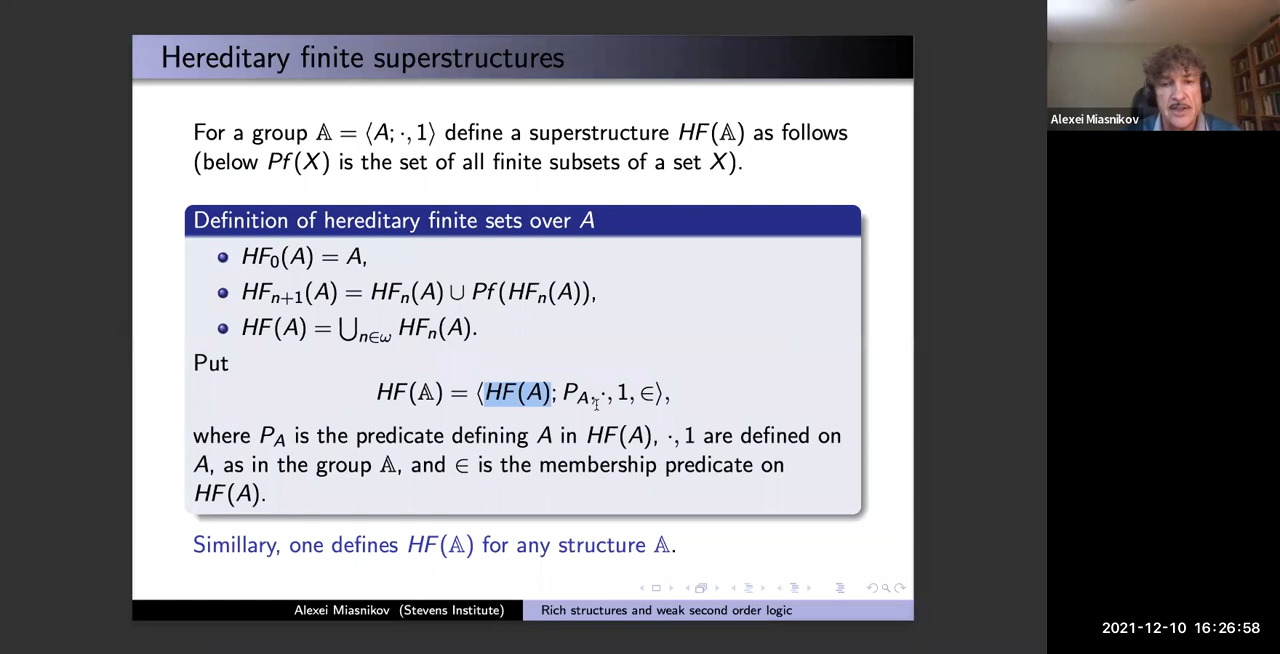 Hereditary finite superstructures
For a group 𝔸 = ⟨A; ·, 1⟩ define a superstructure HF(𝔸) as follows
(below Pf(X) is the set of all finite subsets of a set X).
Definition of hereditary finite sets over A
HF₀(A) = A,
HFₙ₊₁(A) = HFₙ(A) ∪ Pf(HFₙ(A)),
HF(A) = ⋃ₙ∈ω HFₙ(A).
Put
HF(𝔸) = ⟨HF(A); P_A, ·, 1, ∈⟩,
where P_A is the predicate defining A in HF(A), ·, 1 are defined on
A, as in the group 𝔸, and ∈ is the membership predicate on
HF(A).
Simillary, one defines HF(𝔸) for any structure 𝔸.
Alexei Miasnikov (Stevens Institute)
Rich structures and weak second order logic
Alexei Miasnikov
2021-12-10 16:26:58